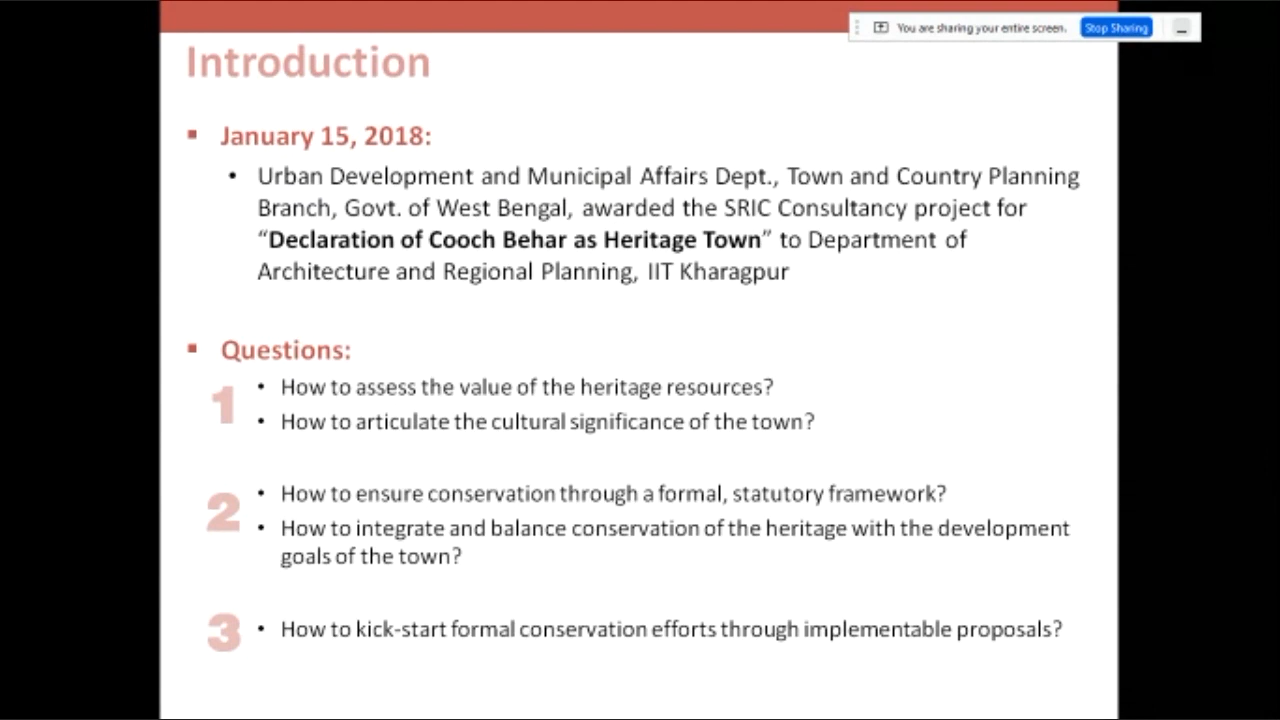 You are sharing your entire screen. Stop Sharing
Introduction
January 15, 2018:
Urban Development and Municipal Affairs Dept., Town and Country Planning
Branch, Govt. of West Bengal, awarded the SRIC Consultancy project for
“Declaration of Cooch Behar as Heritage Town” to Department of
Architecture and Regional Planning, IIT Kharagpur
Questions:
1
How to assess the value of the heritage resources?
How to articulate the cultural significance of the town?
2
How to ensure conservation through a formal, statutory framework?
How to integrate and balance conservation of the heritage with the development
goals of the town?
3
How to kick-start formal conservation efforts through implementable proposals?